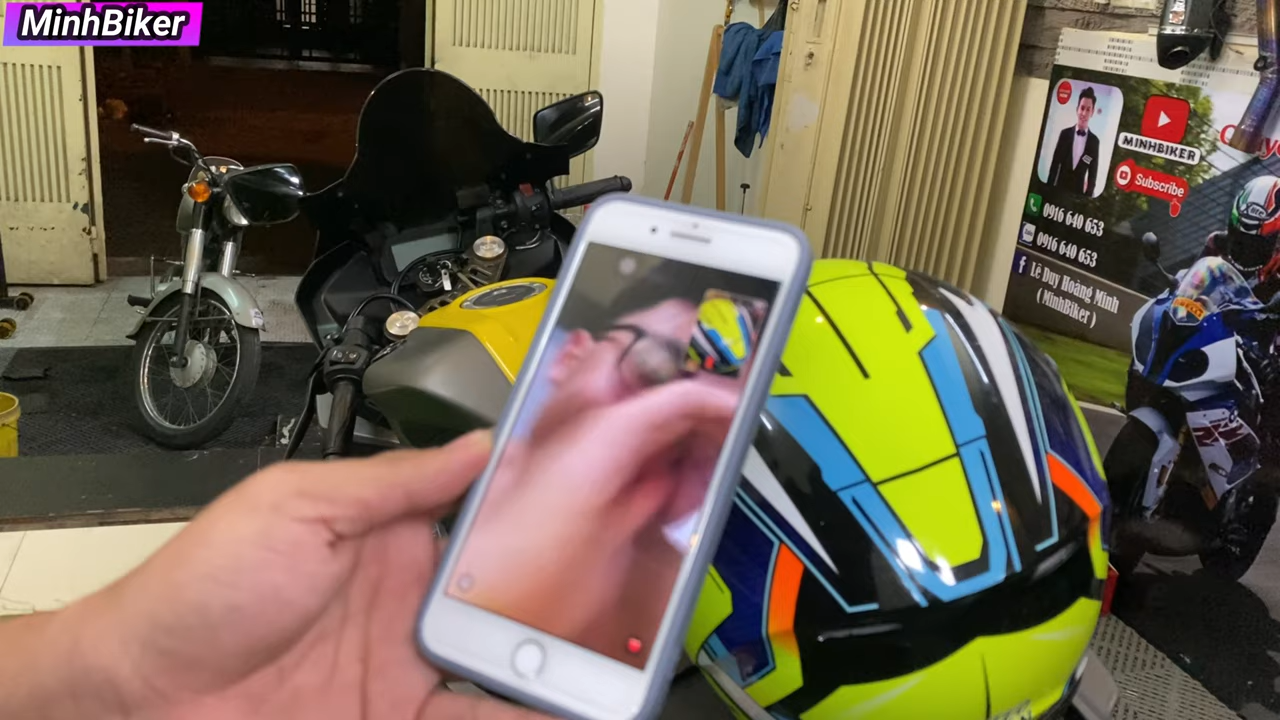 MinhBiker
MINHBIKER
Subscribe
0916 640 653
0916 640 653
Lê Duy Hoàng Minh
( MinhBiker )